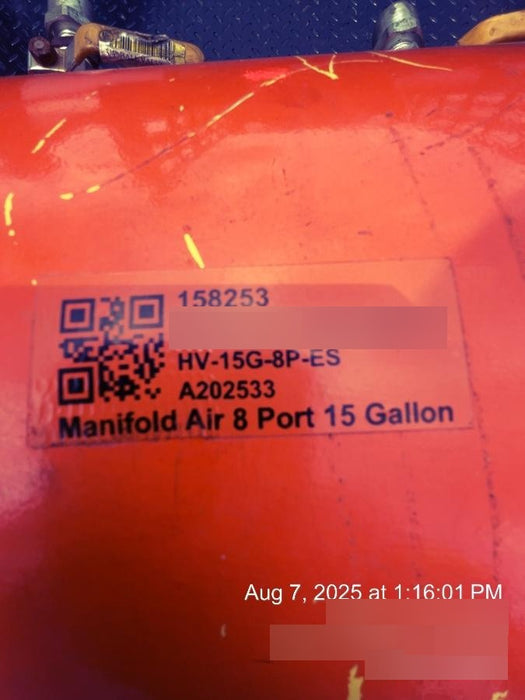 158253
HV-15G-8P-ES
A202533
Manifold Air 8 Port 15 Gallon
Aug 7, 2025 at 1:16:01 PM